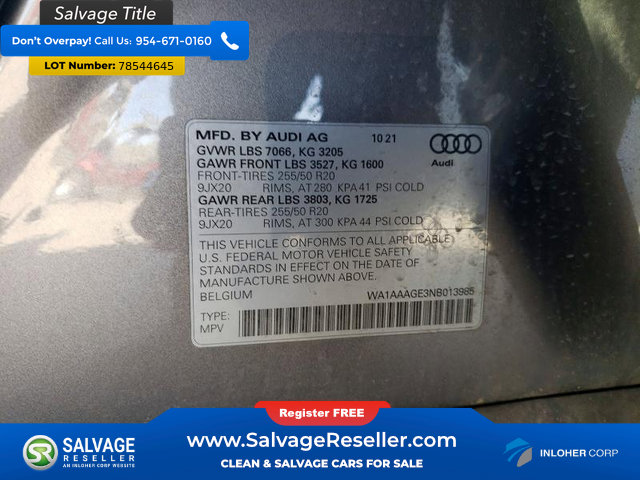 Salvage Title
Don't Overpay! Call Us: 954-671-0160
LOT Number: 78544645
MFD. BY AUDI AG 10 21
GVWR LBS 7066, KG 3205
GAWR FRONT LBS 3527, KG 1600
FRONT-TIRES 255/50 R20
9JX20 RIMS, AT 280 KPA 41 PSI COLD
GAWR REAR LBS 3803, KG 1725
REAR-TIRES 255/50 R20
9JX20 RIMS, AT 300 KPA 44 PSI COLD
Audi
THIS VEHICLE CONFORMS TO ALL APPLICABLE
U.S. FEDERAL MOTOR VEHICLE SAFETY
STANDARDS IN EFFECT ON THE DATE OF
MANUFACTURE SHOWN ABOVE.
BELGIUM WA1AAAGE3NB013985
TYPE:
MPV
Register FREE
SR
SALVAGE
RESELLER
AN INLOHER CORP WEBSITE
www.SalvageReseller.com
CLEAN & SALVAGE CARS FOR SALE
INLOHER CORP